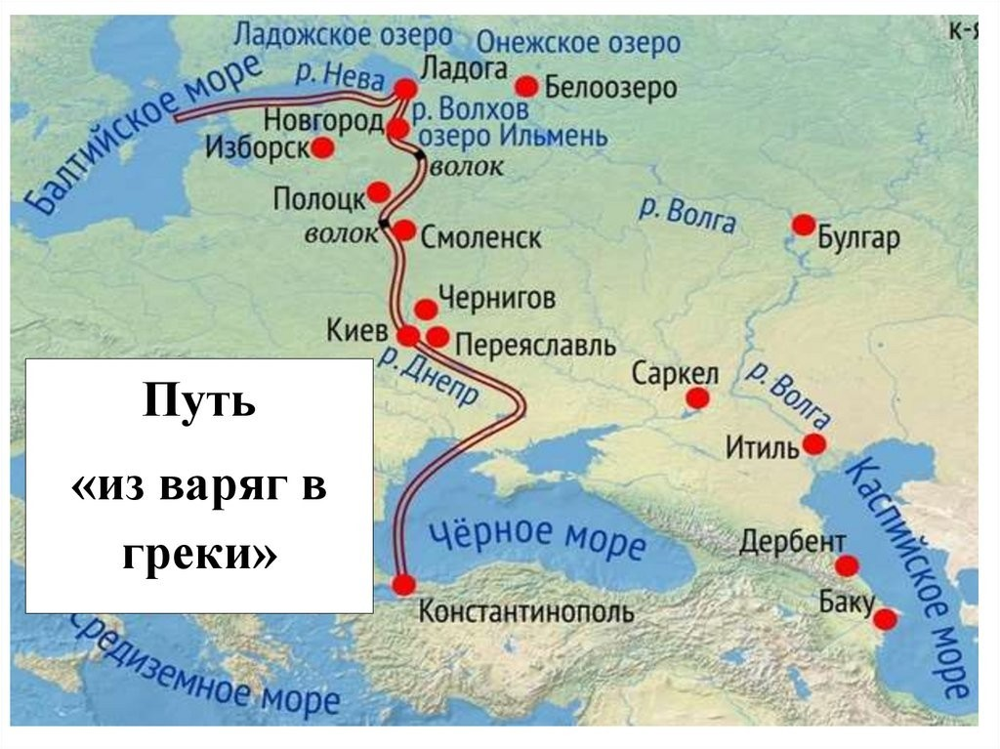 Ладожское озеро
Онежское озеро
к-я
Балтийское море
р. Нева
Ладога
Белоозеро
Новгород
р. Волхов
озеро Ильмень
Изборск
волок
Полоцк
волок
Смоленск
р. Волга
Булгар
Чернигов
Киев
Переяславль
р. Днепр
Саркел
р. Волга
Итиль
Путь
«из варяг в
греки»
Каспийское море
Чёрное море
Дербент
Баку
Константинополь
Средиземное море